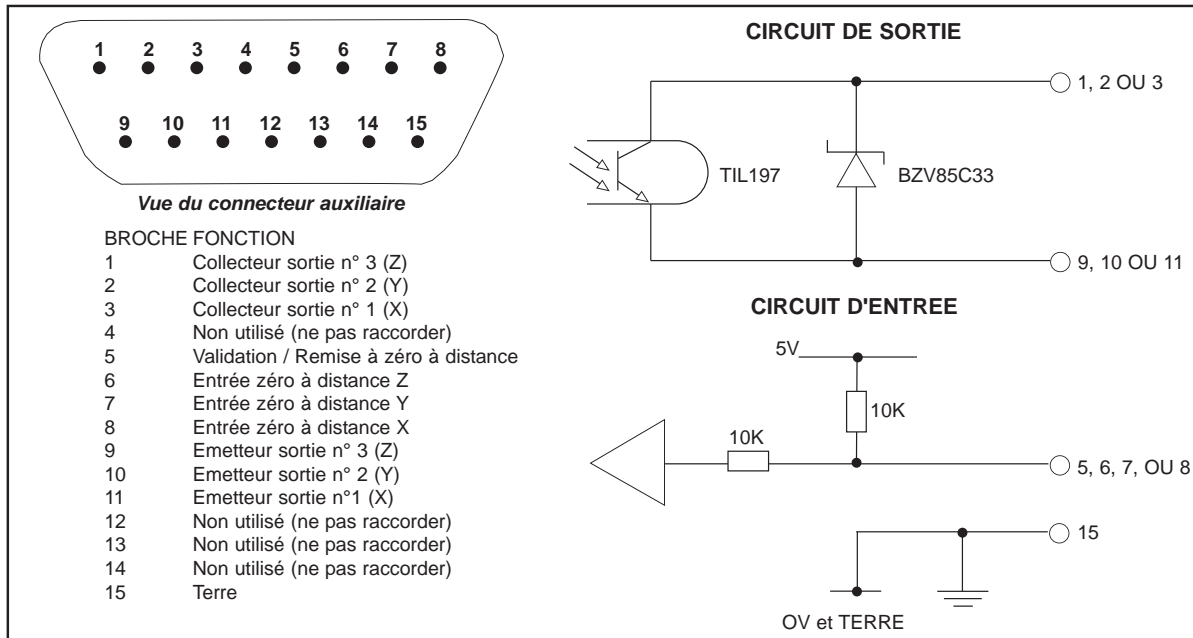 1 2 3 4 5 6 7 8
9 10 11 12 13 14 15
Vue du connecteur auxiliaire
BROCHE FONCTION
1 Collecteur sortie n° 3 (Z)
2 Collecteur sortie n° 2 (Y)
3 Collecteur sortie n° 1 (X)
4 Non utilisé (ne pas raccorder)
5 Validation / Remise à zéro à distance
6 Entrée zéro à distance Z
7 Entrée zéro à distance Y
8 Entrée zéro à distance X
9 Emetteur sortie n° 3 (Z)
10 Emetteur sortie n° 2 (Y)
11 Emetteur sortie n°1 (X)
12 Non utilisé (ne pas raccorder)
13 Non utilisé (ne pas raccorder)
14 Non utilisé (ne pas raccorder)
15 Terre
CIRCUIT DE SORTIE
1, 2 OU 3
TIL197
BZV85C33
9, 10 OU 11
CIRCUIT D'ENTREE
5V
10K
10K
5, 6, 7, OU 8
15
OV et TERRE